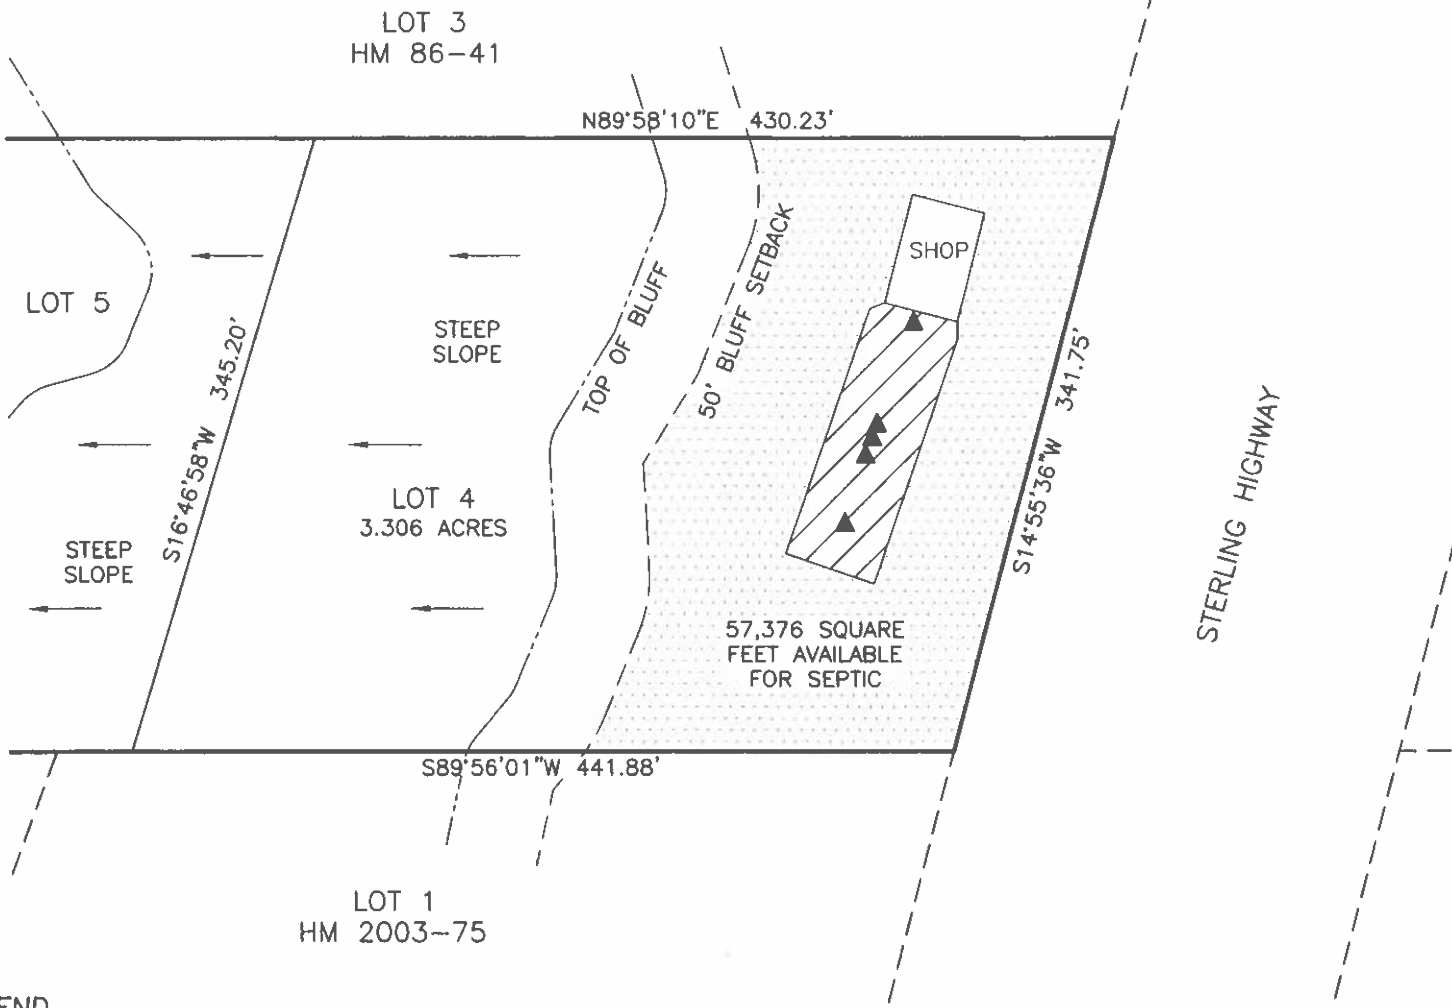 LOT 3
HM 86-41
N89°58'10"E 430.23'
SHOP
50' BLUFF SETBACK
TOP OF BLUFF
LOT 5
STEEP
SLOPE
S16°46'58"W 345.20'
S14°55'36"W 341.75'
STERLING HIGHWAY
LOT 4
3.306 ACRES
STEEP
SLOPE
57,376 SQUARE
FEET AVAILABLE
FOR SEPTIC
S89°56'01"W 441.88'
LOT 1
HM 2003-75